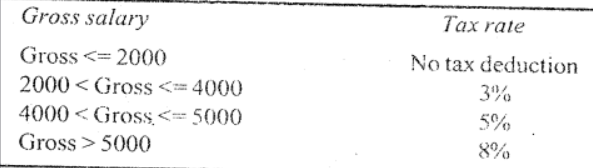 Gross salary Tax rate
Gross <= 2000 No tax deduction
2000 < Gross <= 4000 3%
4000 < Gross <= 5000 5%
Gross > 5000 8%